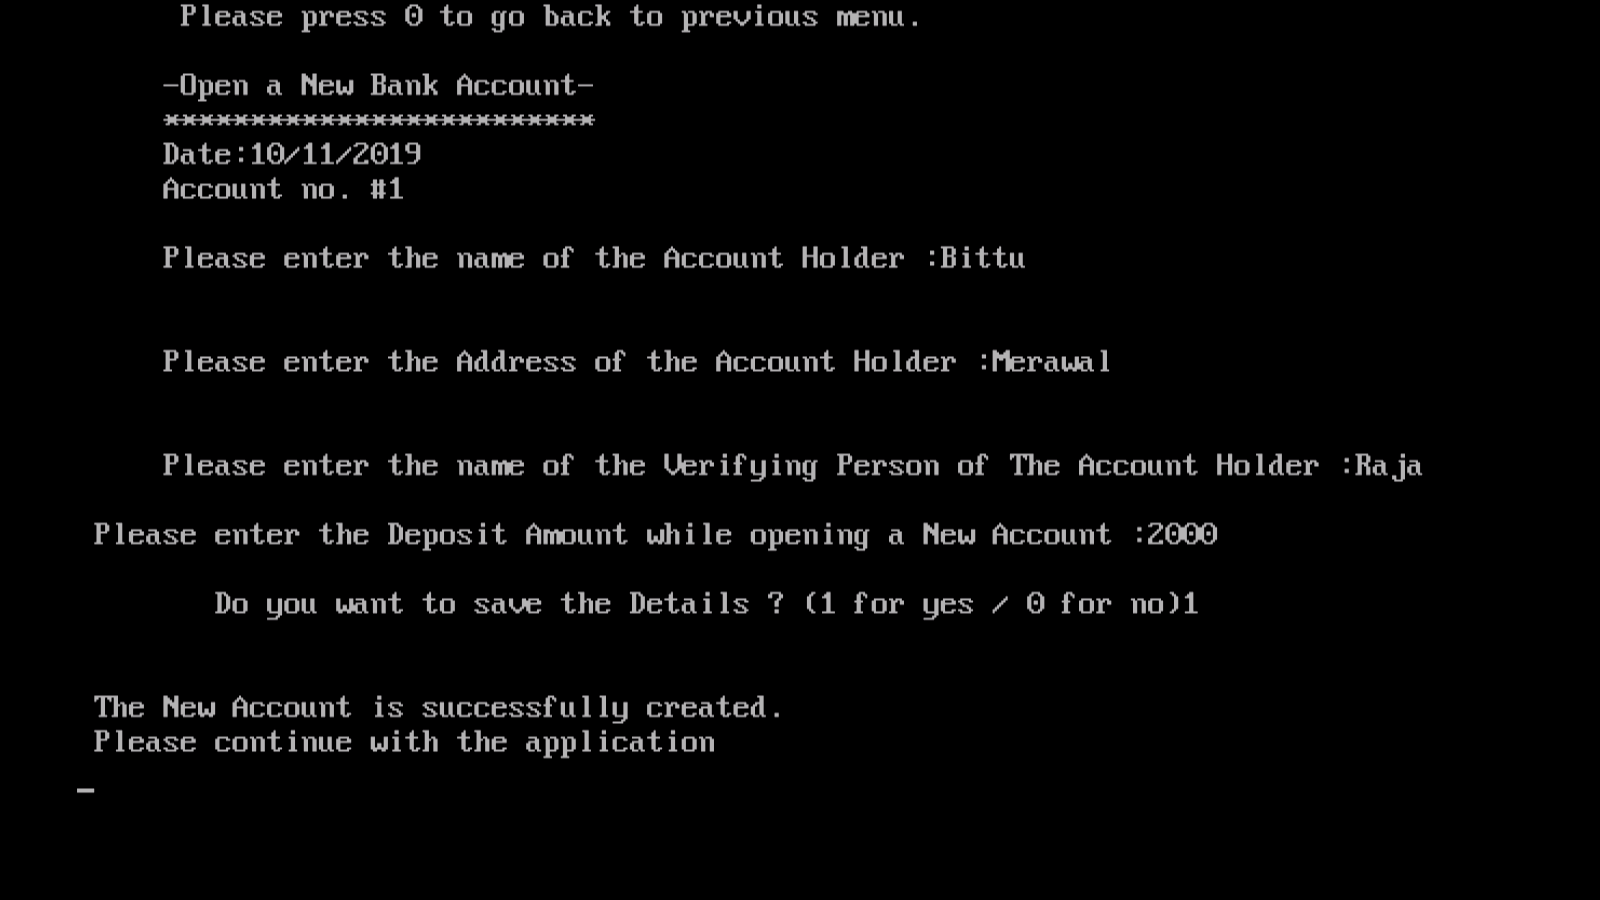 Please press 0 to go back to previous menu.
-Open a New Bank Account-
*************************
Date:10/11/2019
Account no. #1
Please enter the name of the Account Holder :Bittu
Please enter the Address of the Account Holder :Merawal
Please enter the name of the Verifying Person of The Account Holder :Raja
Please enter the Deposit Amount while opening a New Account :2000
Do you want to save the Details ? (1 for yes / 0 for no)1
The New Account is successfully created.
Please continue with the application
_